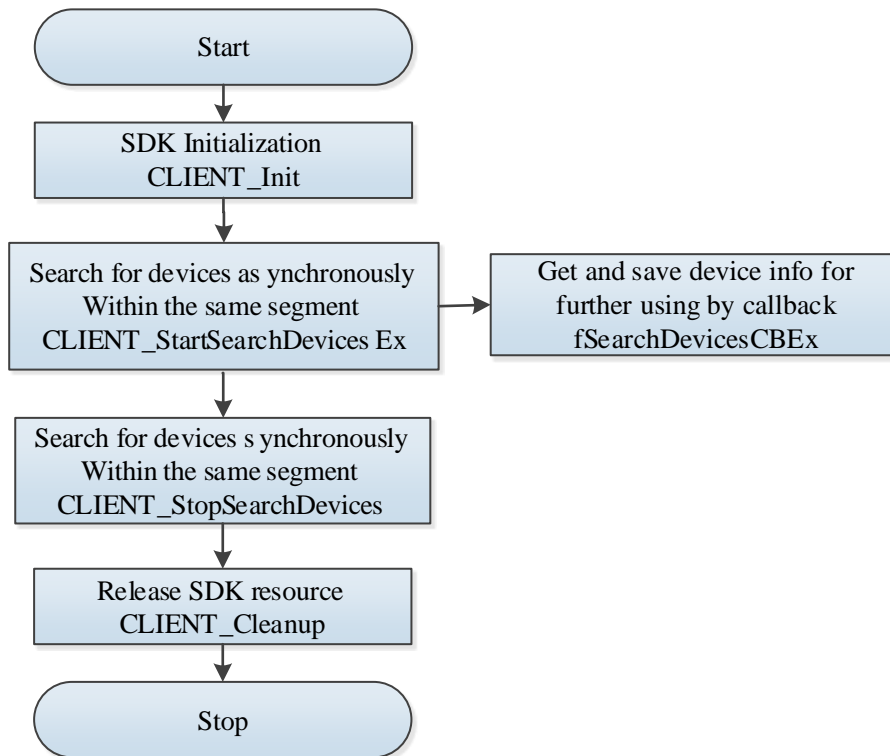 Start
SDK Initialization
CLIENT_Init
Search for devices as ynchronously
Within the same segment
CLIENT_StartSearchDevices Ex
Get and save device info for
further using by callback
fSearchDevicesCBEx
Search for devices s ynchronously
Within the same segment
CLIENT_StopSearchDevices
Release SDK resource
CLIENT_Cleanup
Stop